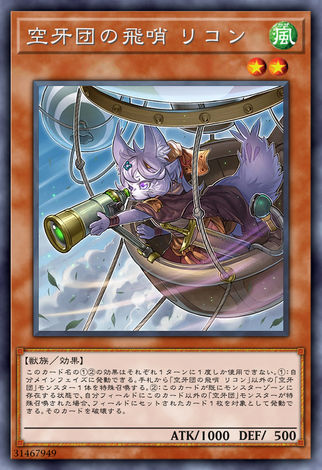 空牙団の飛哨 リコン
風
[獣族/効果]
このカード名の①②の効果はそれぞれ1ターンに1度しか使用できない。①:自
分メインフェイズに発動できる。手札から「空牙団の飛哨 リコン」以外の「空牙
団」モンスター1体を特殊召喚する。②:このカードが既にモンスターゾーンに
存在する状態で、自分フィールドにこのカード以外の「空牙団」モンスターが特
殊召喚された場合、フィールドにセットされたカード1枚を対象として発動で
きる。そのカードを破壊する。
ATK/1000 DEF/ 500
31467949